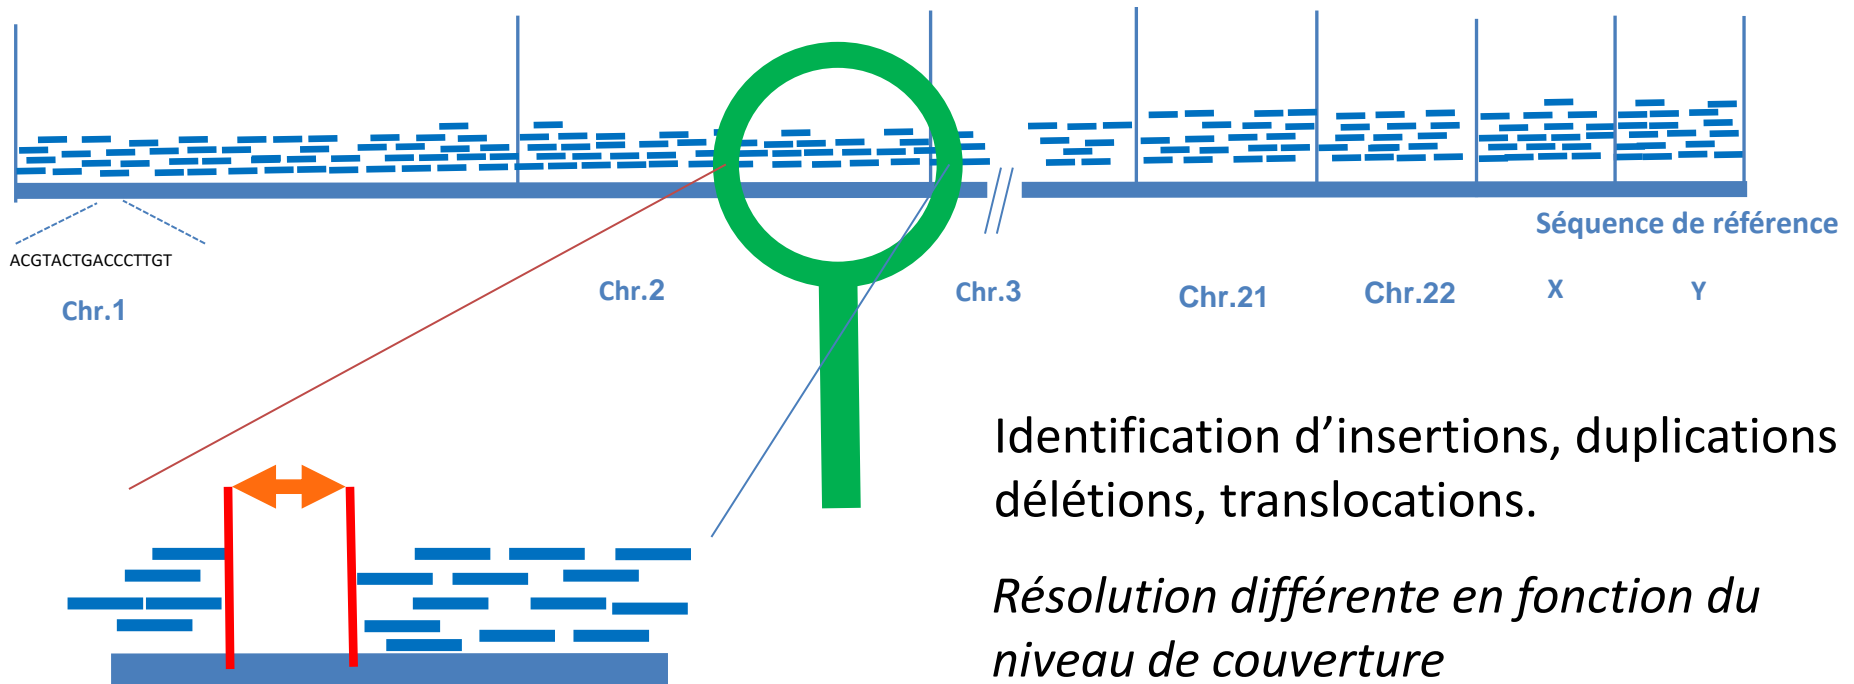 Séquence de référence
ACGTACTGACCCTTGT
Chr.1
Chr.2
Chr.3
Chr.21
Chr.22
X
Y
Identification d’insertions, duplications
délétions, translocations.
Résolution différente en fonction du
niveau de couverture